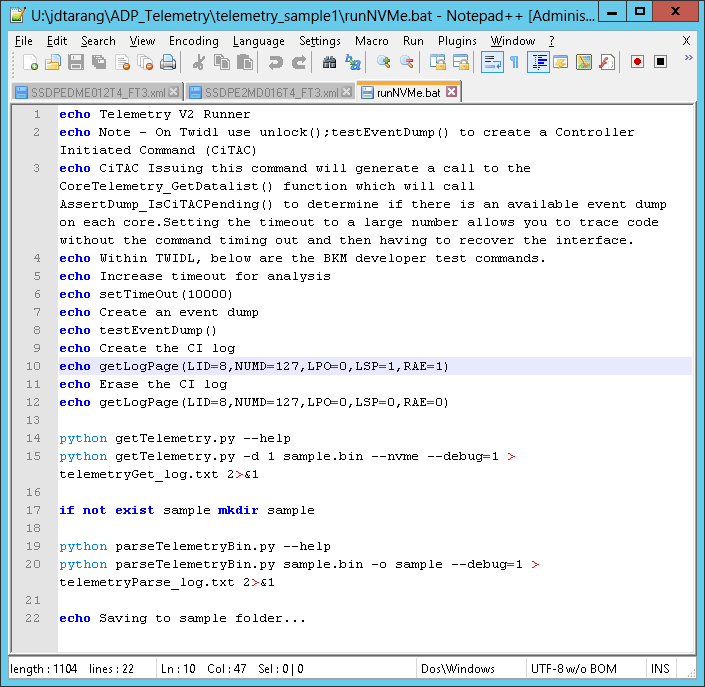 U:\jdtarang\ADP_Telemetry\telemetry_sample1\runNVMe.bat - Notepad++ [Adminis...
File Edit Search View Encoding Language Settings Macro Run Plugins Window ? X
SSDPEDME012T4_FT3.xml SSDPE2MD016T4_FT3.xml runNVMe.bat
1 echo Telemetry V2 Runner
2 echo Note - On Twidl use unlock();testEventDump() to create a Controller
Initiated Command (CiTAC)
3 echo CiTAC Issuing this command will generate a call to the
CoreTelemetry_GetDatalist() function which will call
AssertDump_IsCiTACPending() to determine if there is an available event dump
on each core.Setting the timeout to a large number allows you to trace code
without the command timing out and then having to recover the interface.
4 echo Within TWIDL, below are the BKM developer test commands.
5 echo Increase timeout for analysis
6 echo setTimeOut(10000)
7 echo Create an event dump
8 echo testEventDump()
9 echo Create the CI log
10 echo getLogPage(LID=8,NUMD=127,LPO=0,LSP=1,RAE=1)
11 echo Erase the CI log
12 echo getLogPage(LID=8,NUMD=127,LPO=0,LSP=0,RAE=0)
13
14 python getTelemetry.py --help
15 python getTelemetry.py -d 1 sample.bin --nvme --debug=1 >
telemetryGet_log.txt 2>&1
16
17 if not exist sample mkdir sample
18
19 python parseTelemetryBin.py --help
20 python parseTelemetryBin.py sample.bin -o sample --debug=1 >
telemetryParse_log.txt 2>&1
21
22 echo Saving to sample folder...
length : 1104 lines : 22 Ln : 10 Col : 47 Sel : 0 | 0 Dos\Windows UTF-8 w/o BOM INS